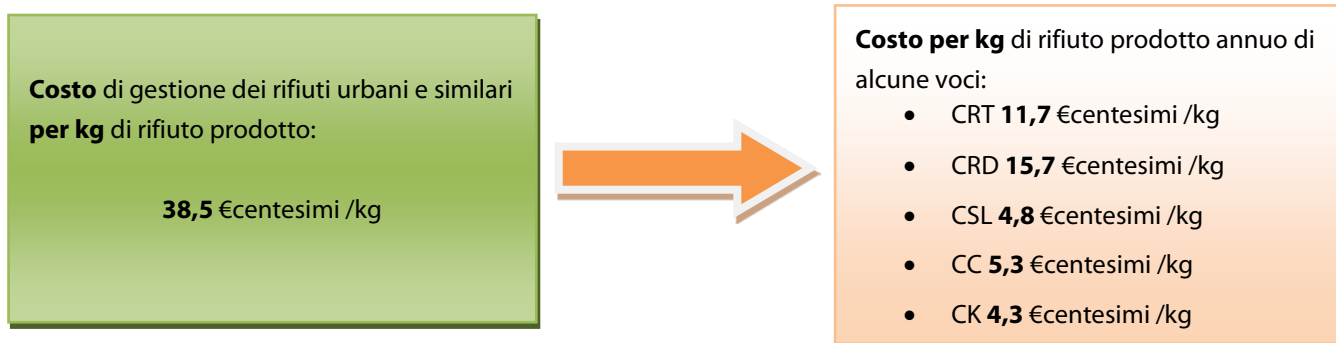 Costo di gestione dei rifiuti urbani e similari
per kg di rifiuto prodotto:
38,5 €centesimi /kg
Costo per kg di rifiuto prodotto annuo di
alcune voci:
• CRT 11,7 €centesimi /kg
• CRD 15,7 €centesimi /kg
• CSL 4,8 €centesimi /kg
• CC 5,3 €centesimi /kg
• CK 4,3 €centesimi /kg